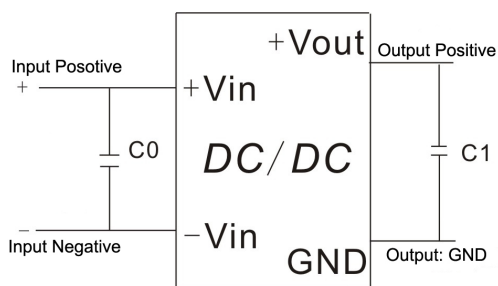 +Vout
Output Positive
Input Posotive
+
+Vin
C0
DC/DC
C1
−
−Vin
Input Negative
GND
Output: GND